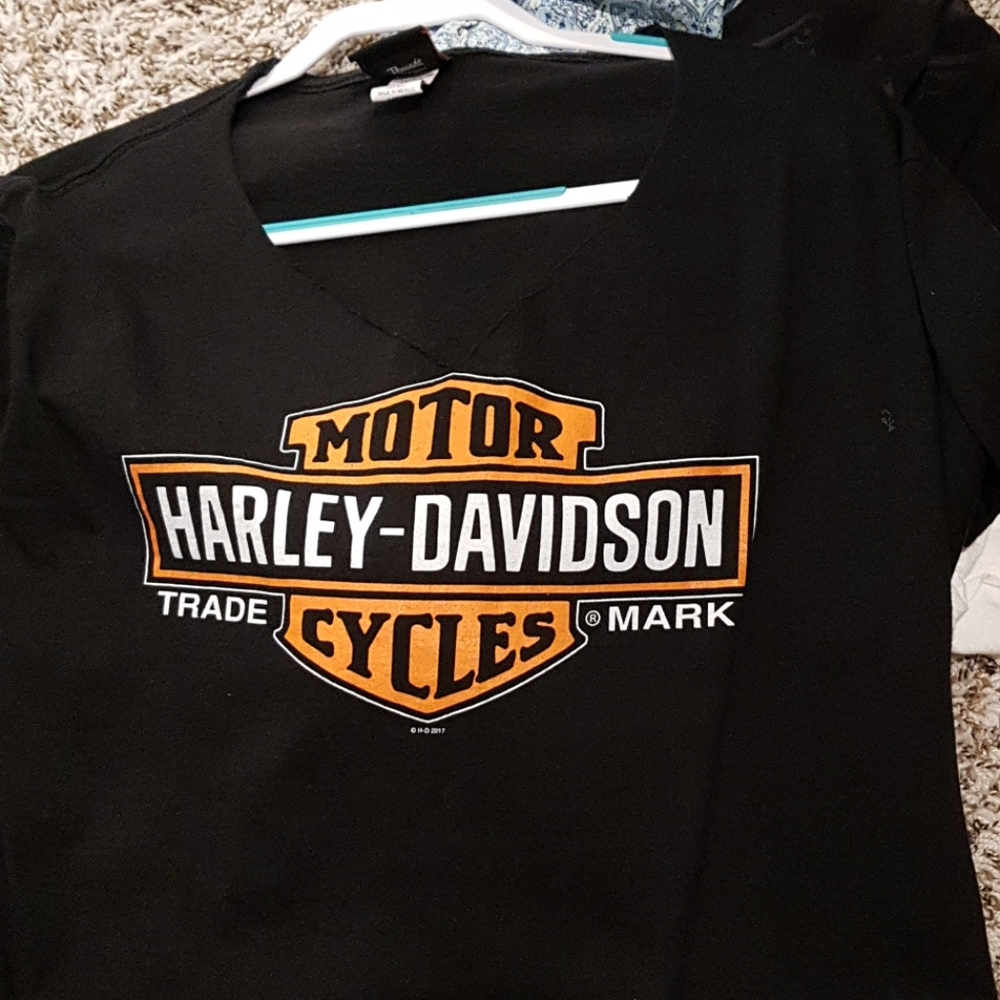 MOTOR
HARLEY-DAVIDSON
TRADE ® MARK
CYCLES
© H-D 2017